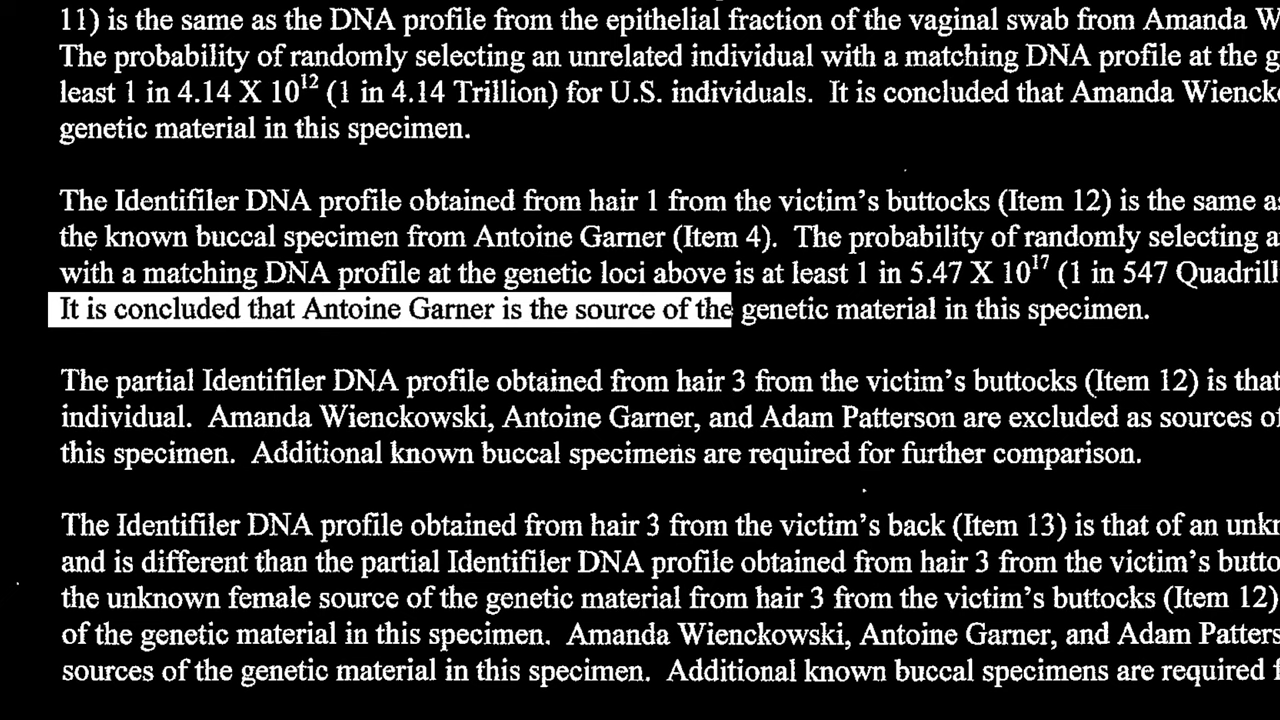 11) is the same as the DNA profile from the epithelial fraction of the vaginal swab from Amanda W
The probability of randomly selecting an unrelated individual with a matching DNA profile at the g
least 1 in 4.14 X 10¹² (1 in 4.14 Trillion) for U.S. individuals. It is concluded that Amanda Wiencko
genetic material in this specimen.
The Identifiler DNA profile obtained from hair 1 from the victim's buttocks (Item 12) is the same as
the known buccal specimen from Antoine Garner (Item 4). The probability of randomly selecting a
with a matching DNA profile at the genetic loci above is at least 1 in 5.47 X 10¹⁷ (1 in 547 Quadrill
It is concluded that Antoine Garner is the source of the genetic material in this specimen.
The partial Identifiler DNA profile obtained from hair 3 from the victim's buttocks (Item 12) is that
individual. Amanda Wienckowski, Antoine Garner, and Adam Patterson are excluded as sources of
this specimen. Additional known buccal specimens are required for further comparison.
The Identifiler DNA profile obtained from hair 3 from the victim's back (Item 13) is that of an unkn
and is different than the partial Identifiler DNA profile obtained from hair 3 from the victim's butto
the unknown female source of the genetic material from hair 3 from the victim's buttocks (Item 12)
of the genetic material in this specimen. Amanda Wienckowski, Antoine Garner, and Adam Patters
sources of the genetic material in this specimen. Additional known buccal specimens are required f